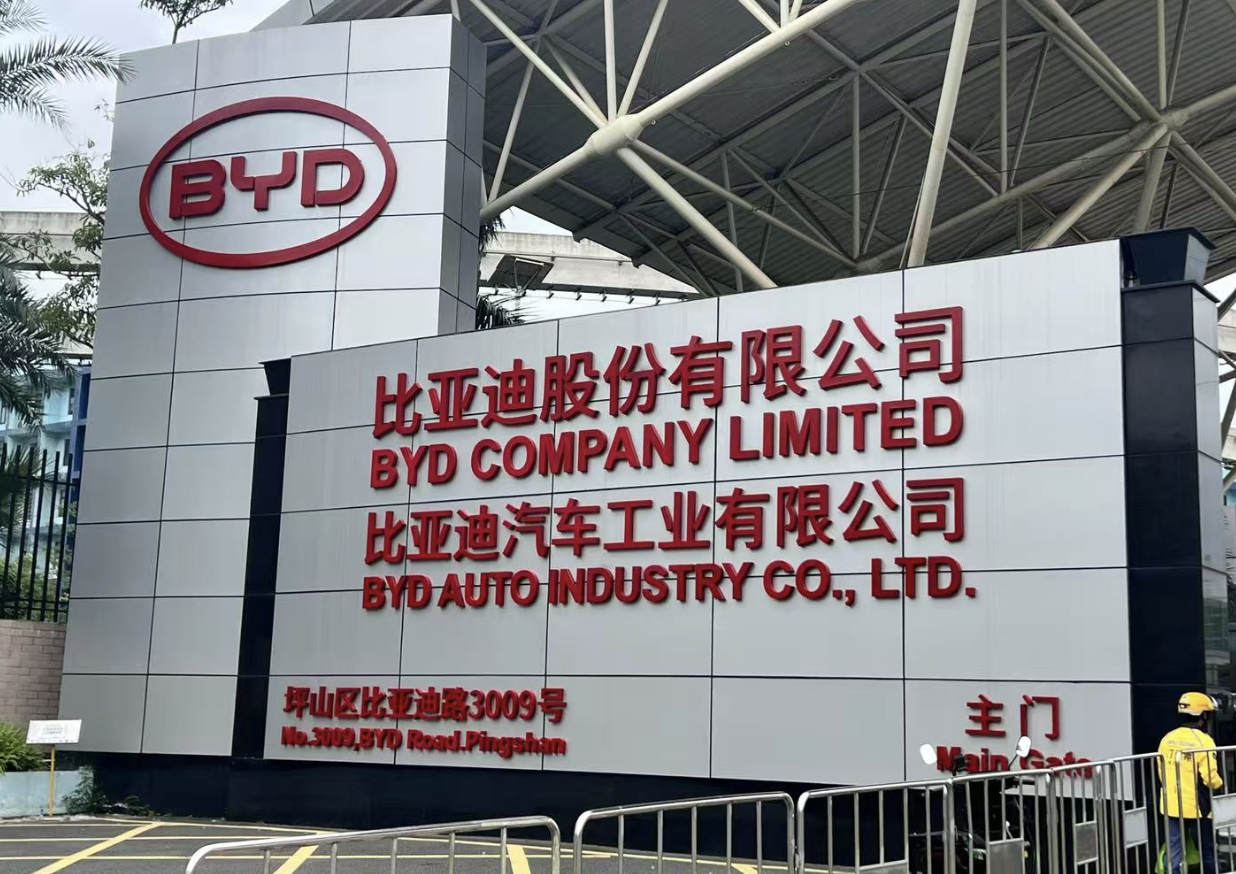 BYD
比亚迪股份有限公司
BYD COMPANY LIMITED
比亚迪汽车工业有限公司
BYD AUTO INDUSTRY CO., LTD.
坪山区比亚迪路3009号
No.3009,BYD Road.Pingshan
主门
Main Gate